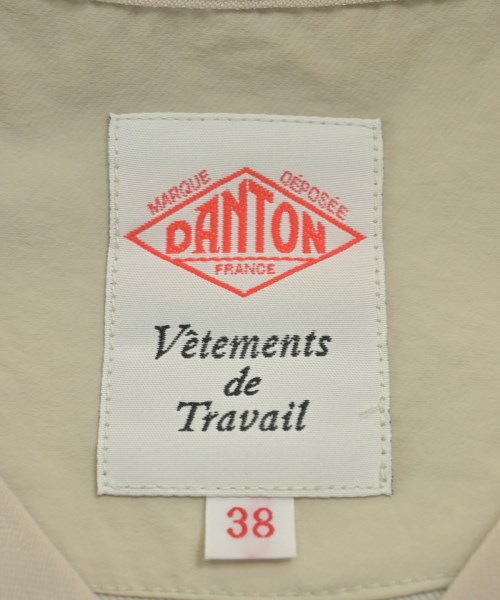 MARQUE DÉPOSÉE
DANTON
FRANCE
Vêtements
de
Travail
38